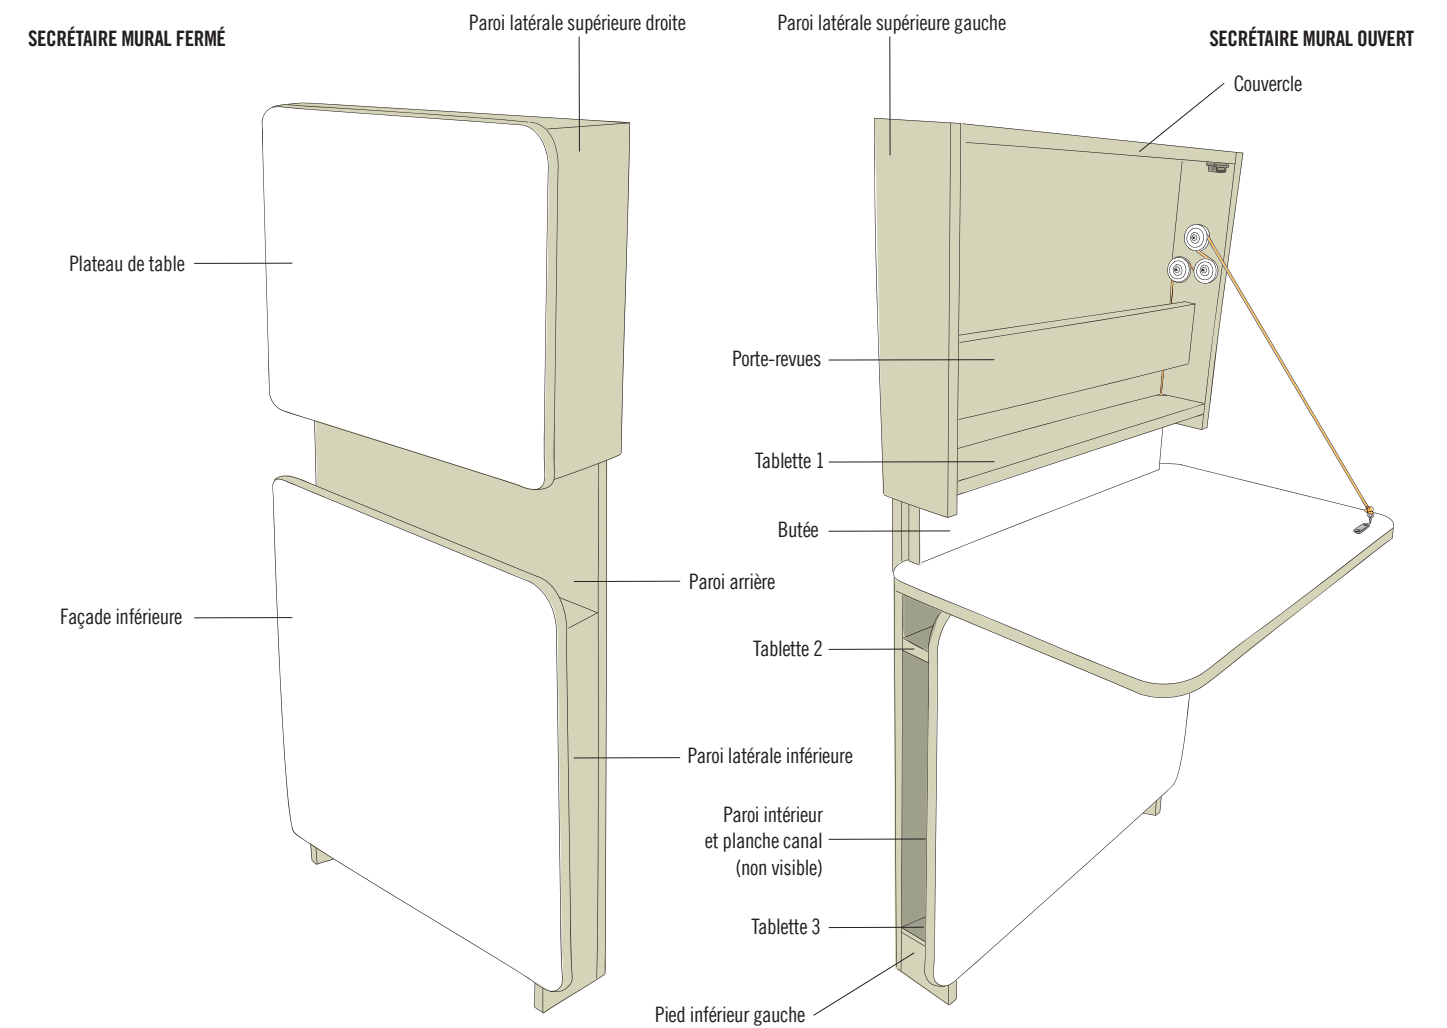 Paroi latérale supérieure droite
Paroi latérale supérieure gauche
SECRÉTAIRE MURAL FERMÉ
SECRÉTAIRE MURAL OUVERT
Couvercle
Plateau de table
Porte-revues
Tablette 1
Butée
Paroi arrière
Façade inférieure
Tablette 2
Paroi latérale inférieure
Paroi intérieur
et planche canal
(non visible)
Tablette 3
Pied inférieur gauche